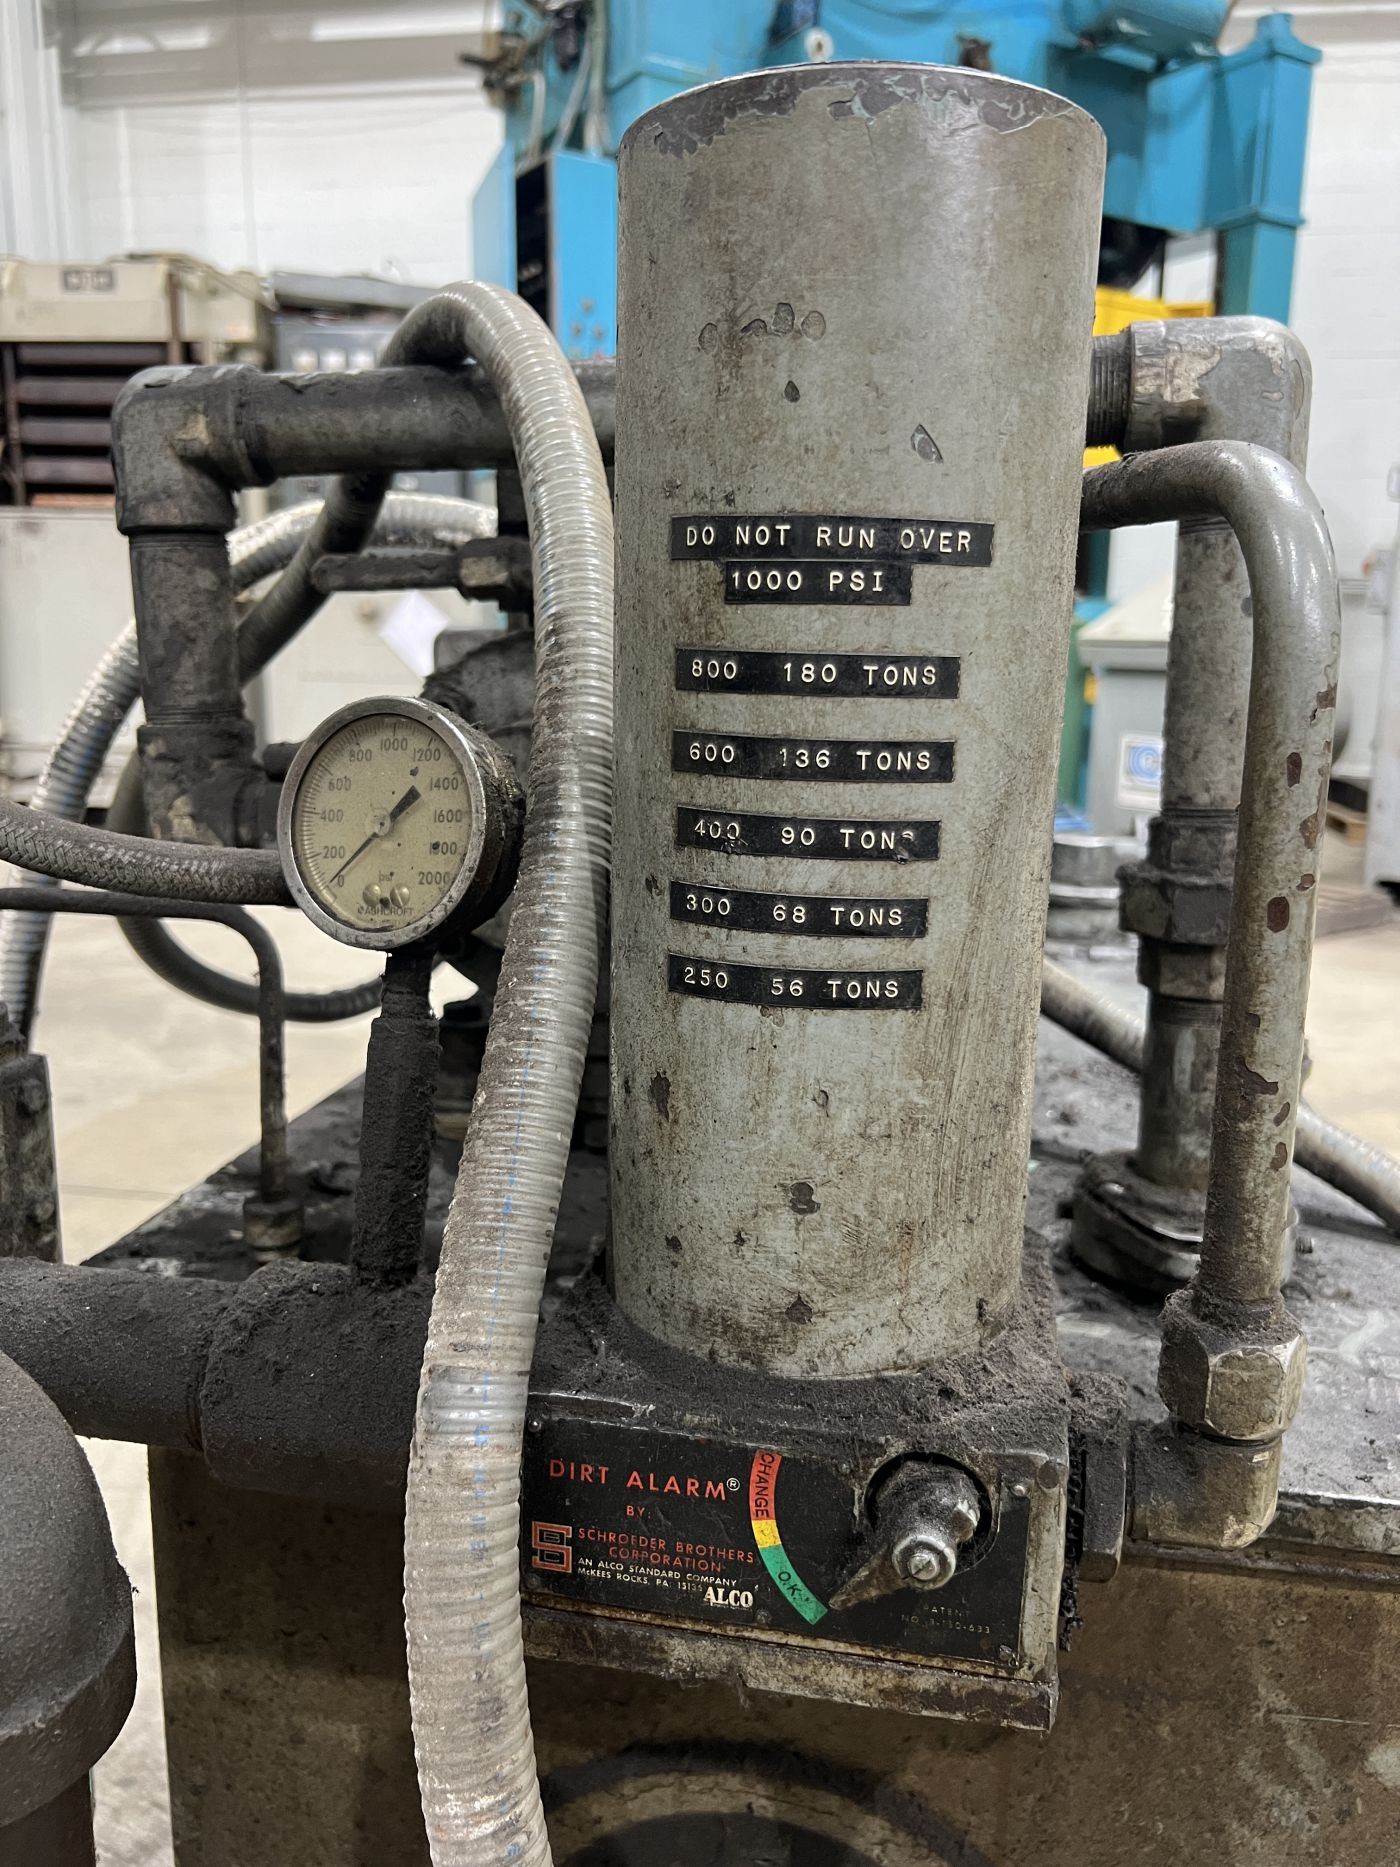 DO NOT RUN OVER
1000 PSI
800 180 TONS
600 136 TONS
400 90 TONS
300 68 TONS
250 56 TONS
0
200
400
600
800
1000
1200
1400
1600
1800
2000
psi
ASHCROFT
DIRT ALARM®
BY:
SCHROEDER BROTHERS
CORPORATION
AN ALCO STANDARD COMPANY
McKEES ROCKS, PA. 15136
ALCO
CHANGE
O.K.
PATENT